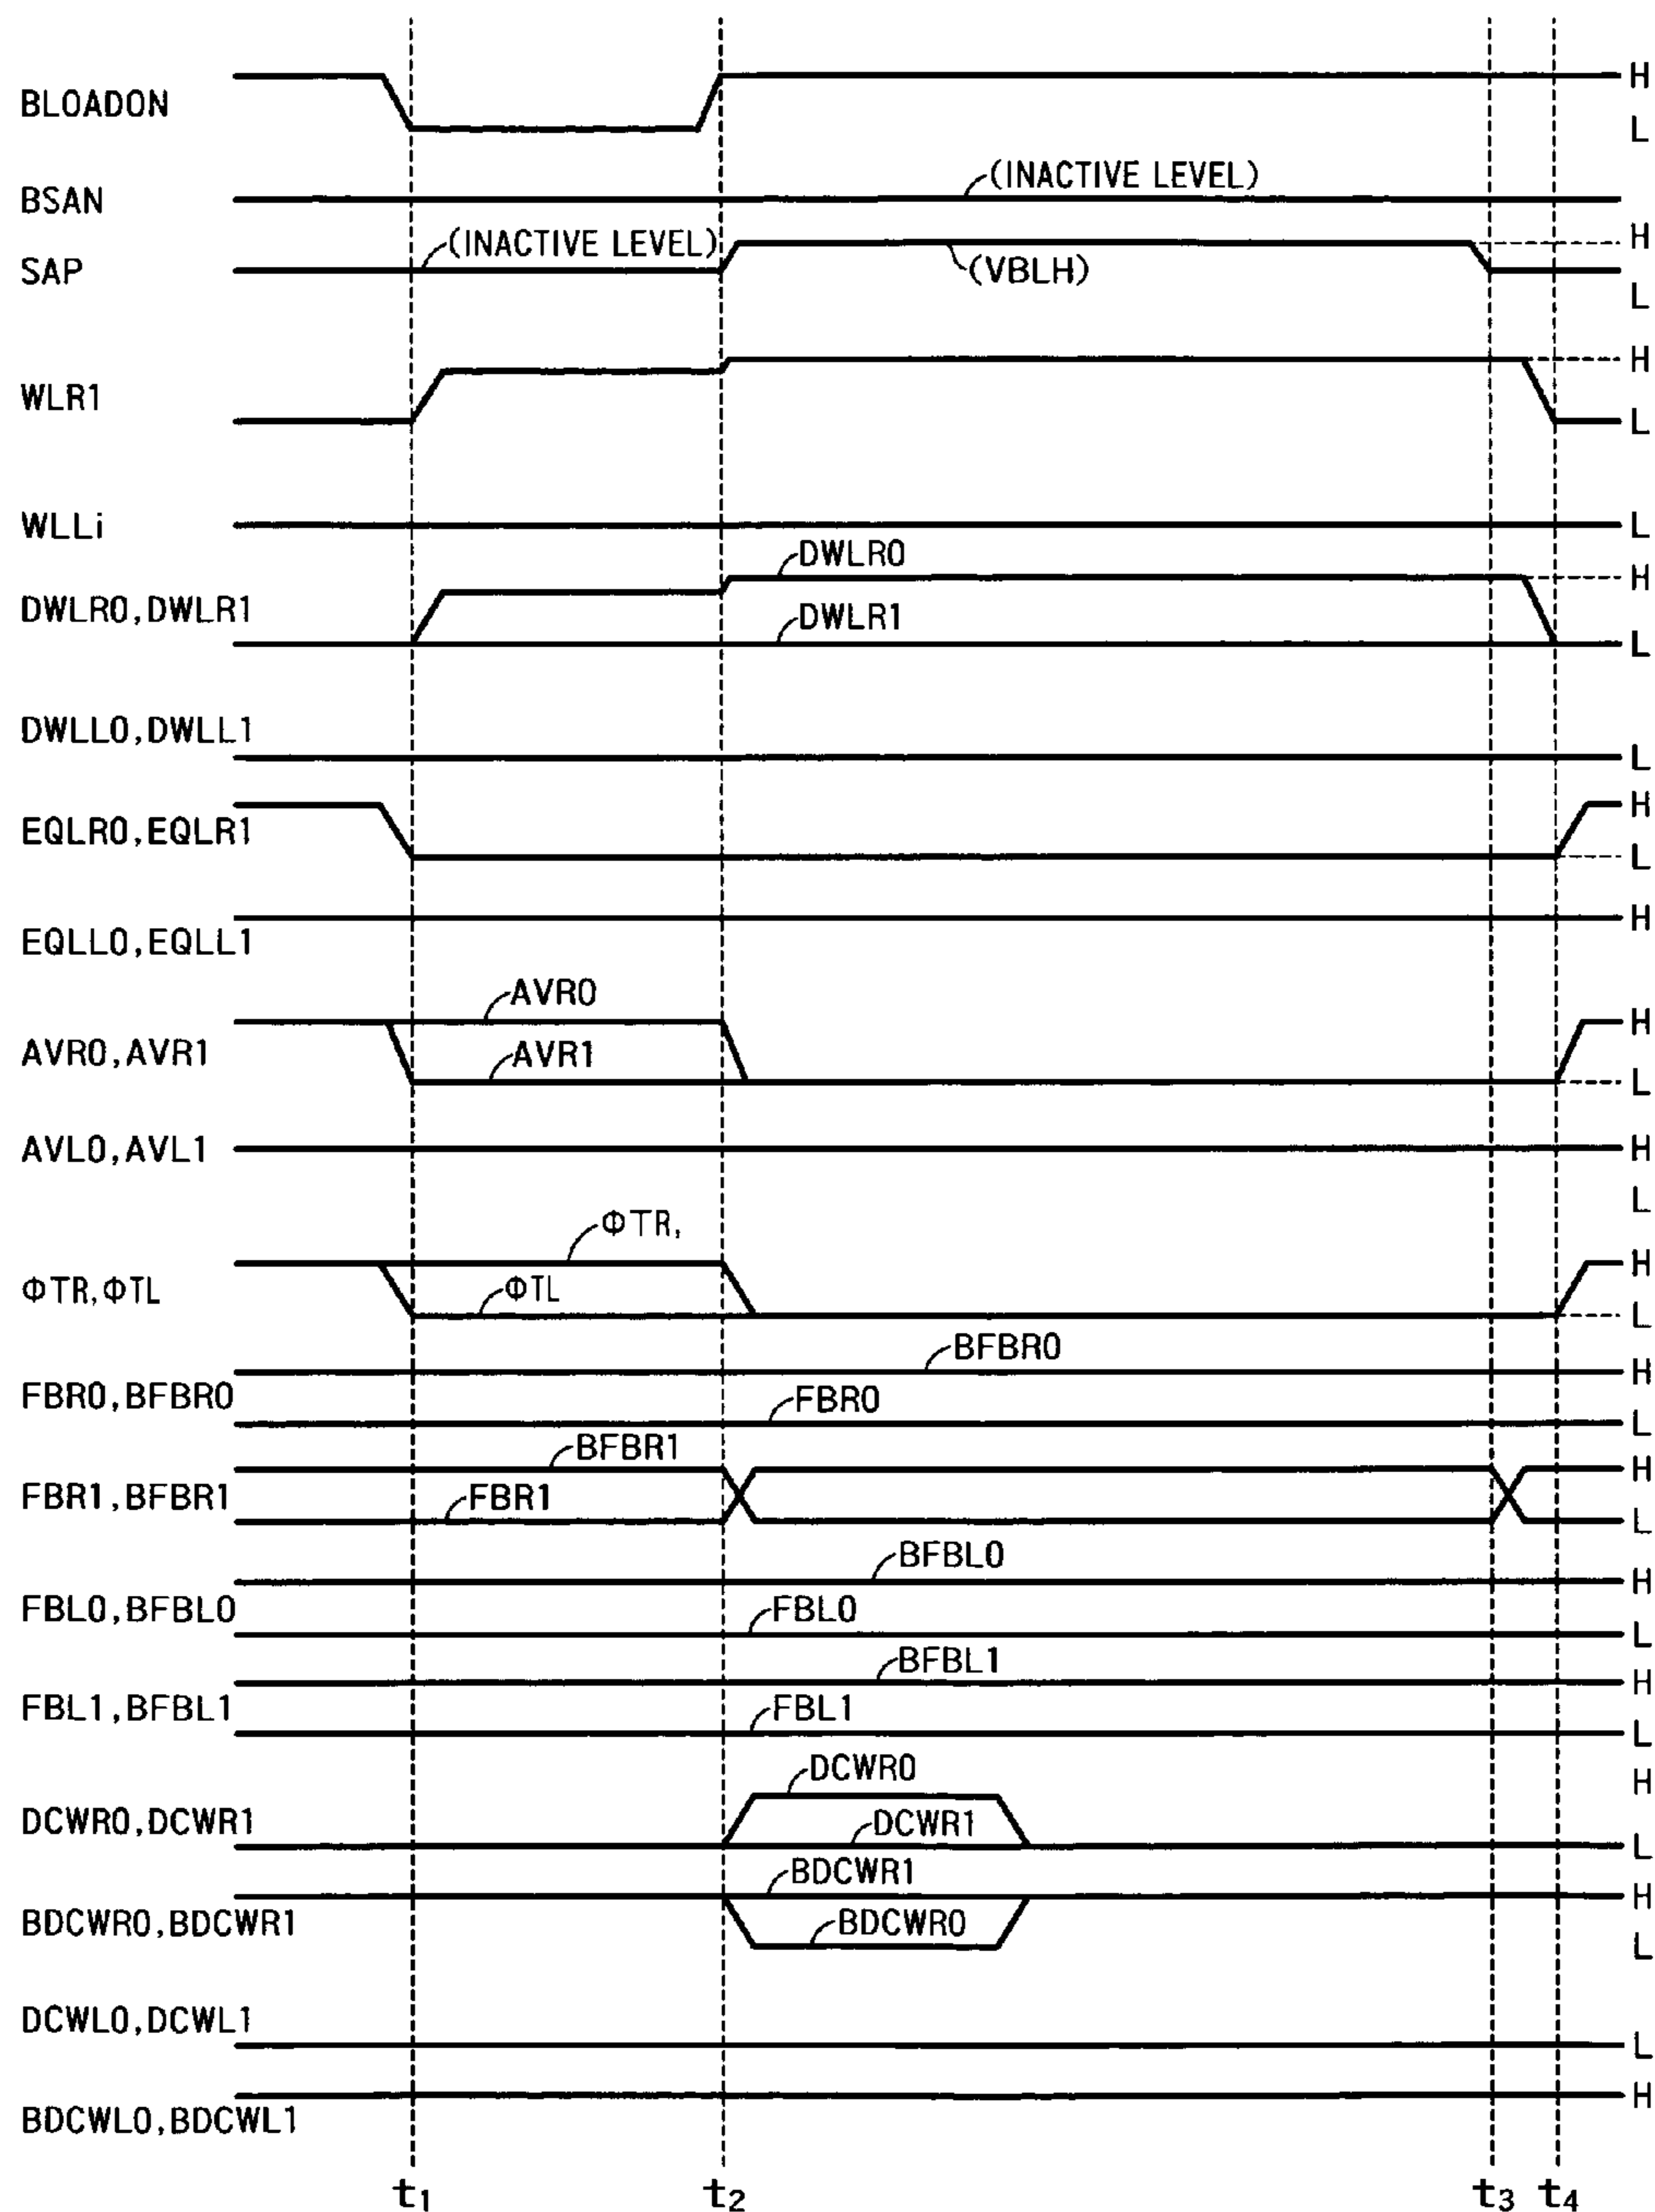 BLOADON
H
L
BSAN
(INACTIVE LEVEL)
SAP
(INACTIVE LEVEL)
(VBLH)
H
L
WLR1
H
L
WLLi
L
DWLR0,DWLR1
DWLR0
DWLR1
H
L
DWLL0,DWLL1
L
EQLR0,EQLR1
H
L
EQLL0,EQLL1
H
AVR0,AVR1
AVR0
AVR1
H
L
AVL0,AVL1
H
L
ΦTR,ΦTL
ΦTR,
ΦTL
H
L
FBR0,BFBR0
BFBR0
FBR0
H
L
FBR1,BFBR1
BFBR1
FBR1
H
L
FBL0,BFBL0
BFBL0
FBL0
H
L
FBL1,BFBL1
BFBL1
FBL1
H
L
DCWR0,DCWR1
DCWR0
DCWR1
H
L
BDCWR0,BDCWR1
BDCWR1
BDCWR0
H
L
DCWL0,DCWL1
L
BDCWL0,BDCWL1
H
t1 t2 t3 t4